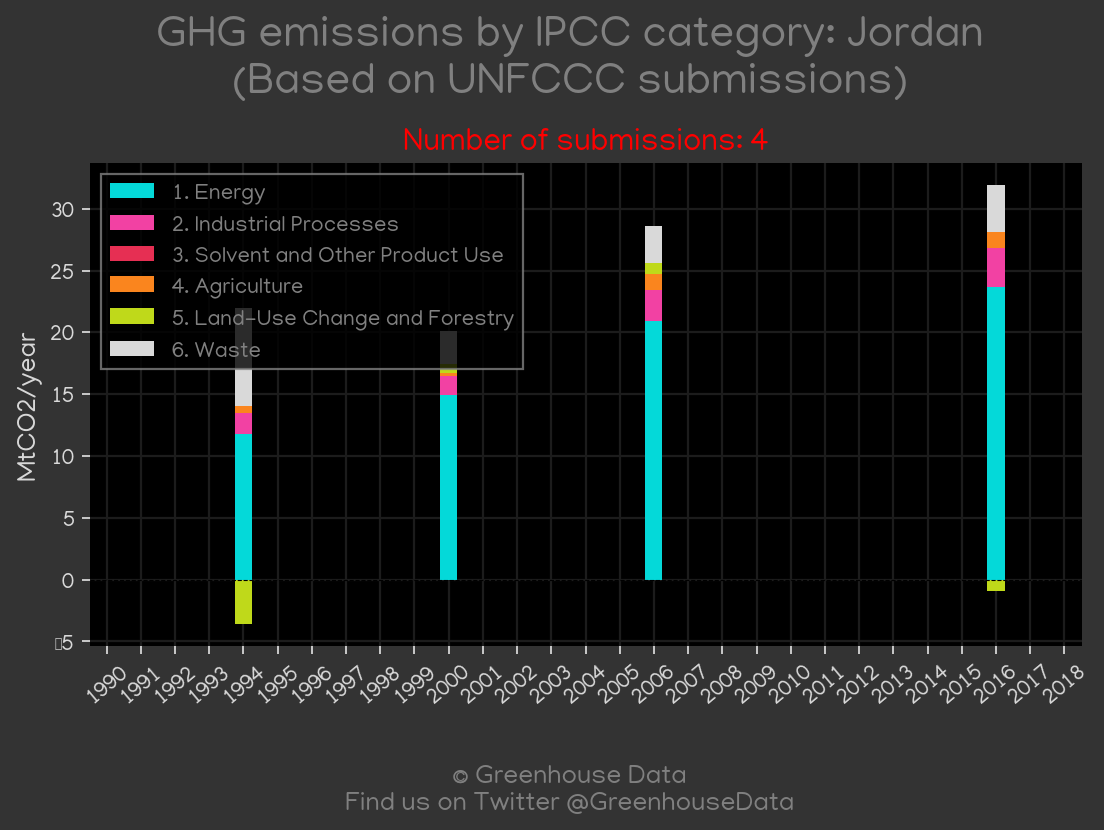 GHG emissions by IPCC category: Jordan
(Based on UNFCCC submissions)
Number of submissions: 4
1. Energy
2. Industrial Processes
3. Solvent and Other Product Use
4. Agriculture
5. Land-Use Change and Forestry
6. Waste
MtCO2/year
30
25
20
15
10
5
0
▯5
1990 1991 1992 1993 1994 1995 1996 1997 1998 1999 2000 2001 2002 2003 2004 2005 2006 2007 2008 2009 2010 2011 2012 2013 2014 2015 2016 2017 2018
© Greenhouse Data
Find us on Twitter @GreenhouseData